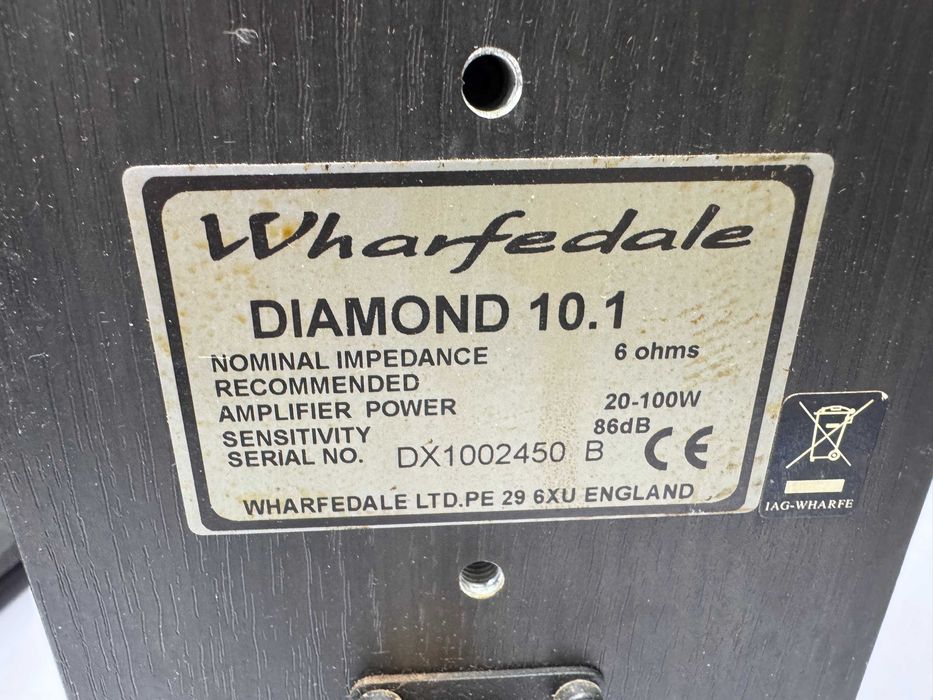 Wharfedale
DIAMOND 10.1
NOMINAL IMPEDANCE 6 ohms
RECOMMENDED
AMPLIFIER POWER 20-100W
SENSITIVITY 86dB
SERIAL NO. DX1002450 B CE
WHARFEDALE LTD.PE 29 6XU ENGLAND
IAG-WHARFE